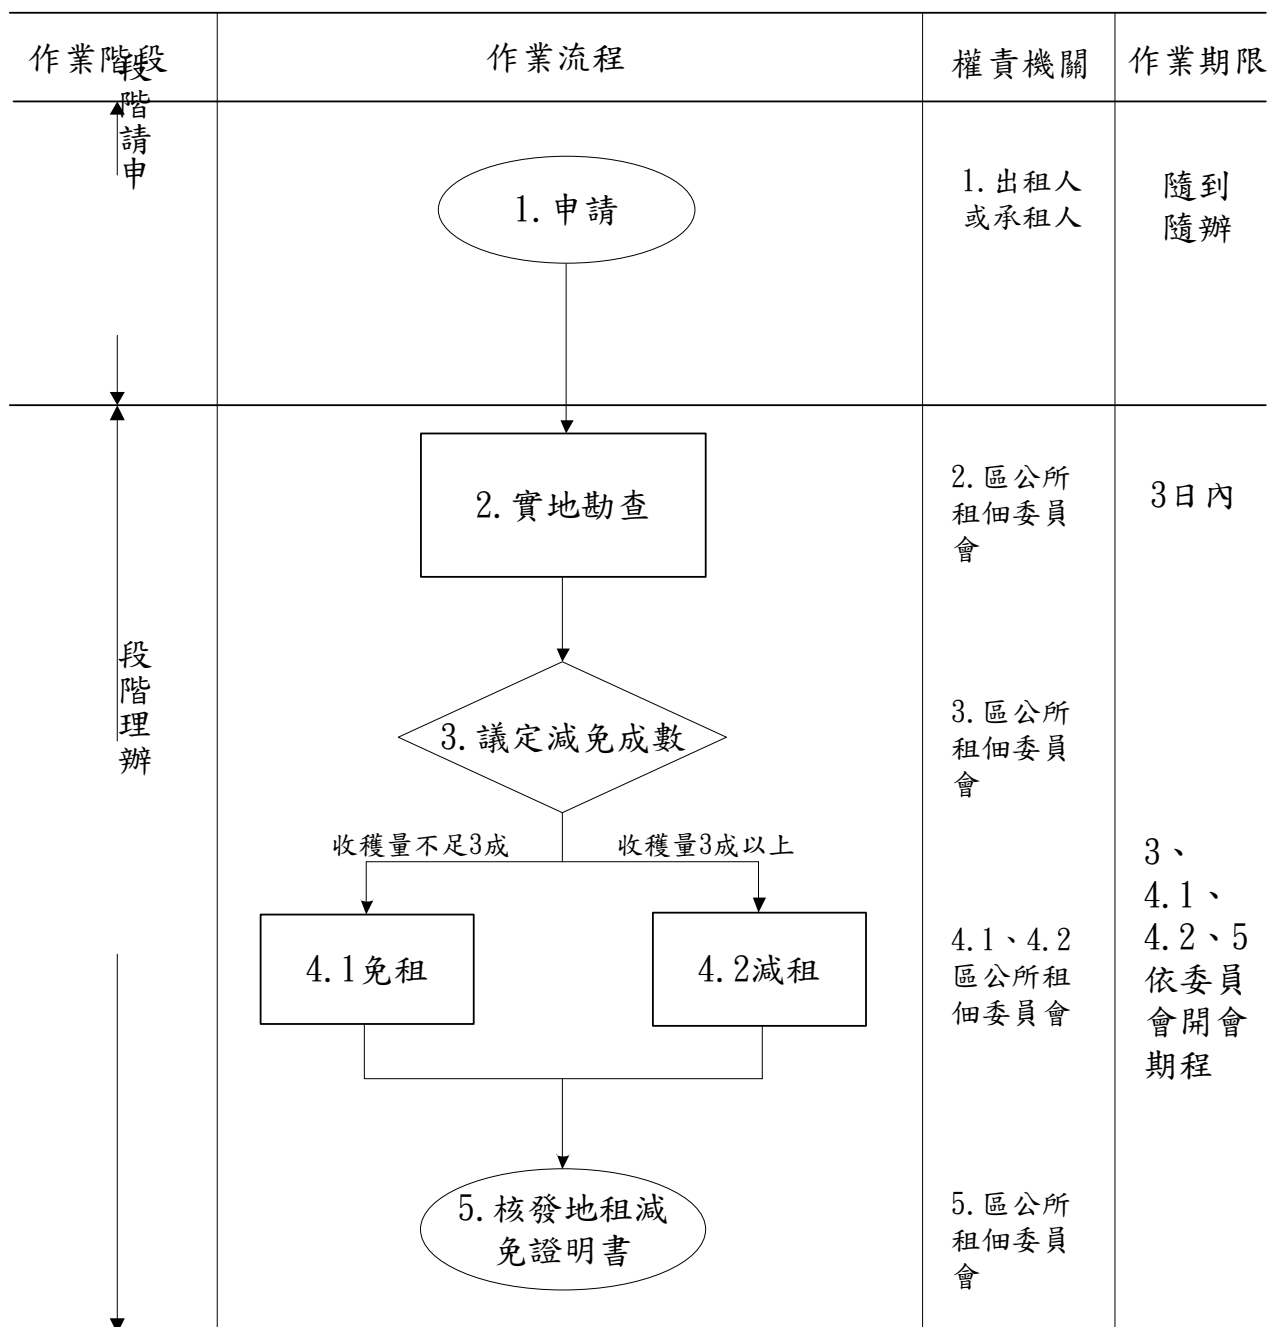 作業階段
作業流程
權責機關
作業期限
段
階
請
申
1.申請
1.出租人
或承租人
隨到
隨辦
2.實地勘查
2.區公所
租佃委員
會
3日內
段
階
理
辦
3.議定減免成數
3.區公所
租佃委員
會
收穫量不足3成
收穫量3成以上
4.1免租
4.2減租
4.1、4.2
區公所租
佃委員會
3、
4.1、
4.2、5
依委員
會開會
期程
5.核發地租減
免證明書
5.區公所
租佃委員
會